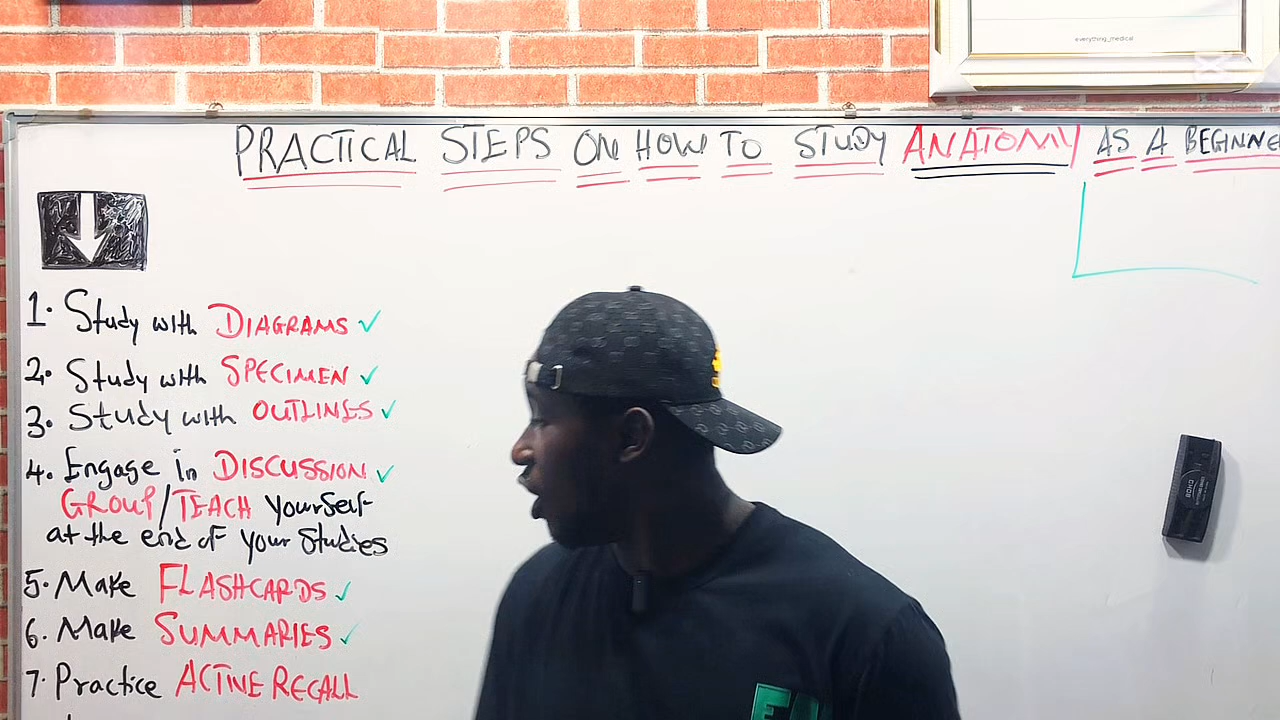 everything_medical
PRACTICAL STEPS ON HOW TO STUDY ANATOMY AS A BEGINNE
1. Study with DIAGRAMS ✓
2. Study with SPECIMEN ✓
3. Study with OUTLINES ✓
4. Engage in DISCUSSION ✓
GROUP/TEACH yourself
at the end of your studies
5. Make FLASHCARDS ✓
6. Make SUMMARIES ✓
7. Practice ACTIVE RECALL